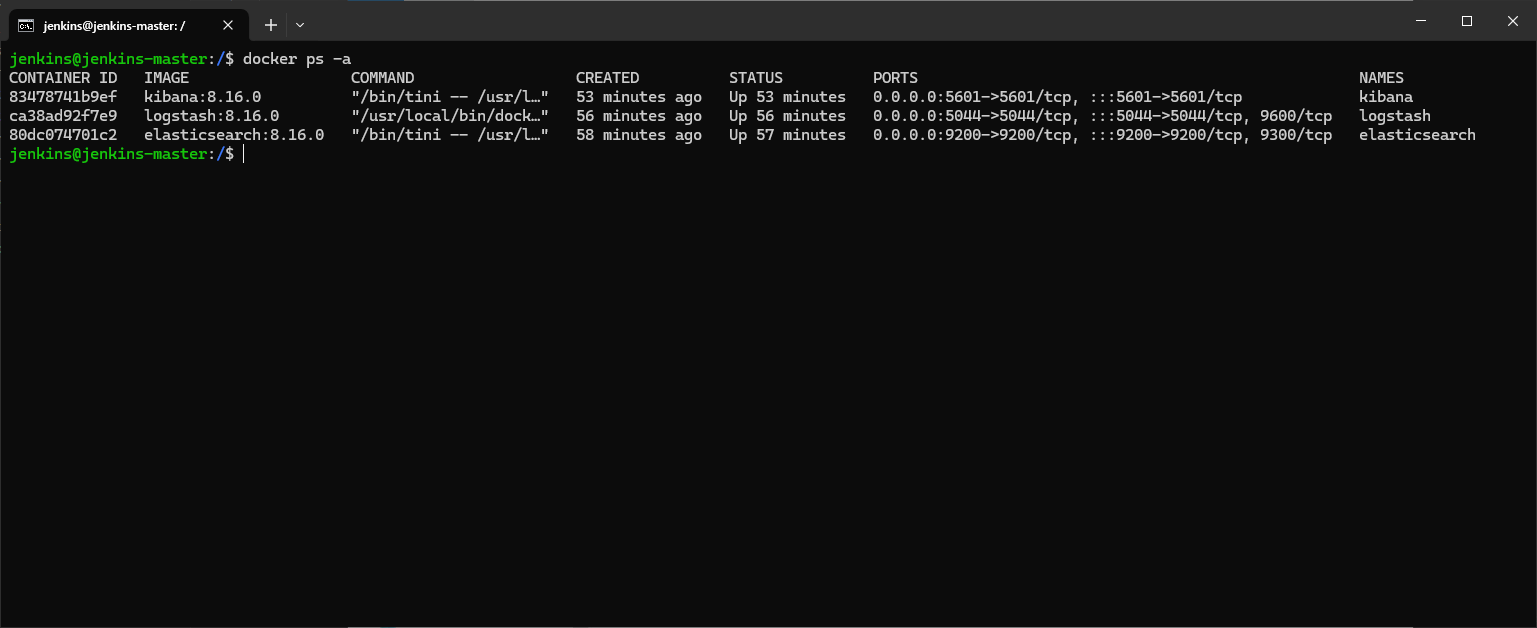 jenkins@jenkins-master: /
jenkins@jenkins-master:/$ docker ps -a
CONTAINER ID   IMAGE                  COMMAND                  CREATED          STATUS          PORTS                                                 NAMES
83478741b9ef   kibana:8.16.0          "/bin/tini -- /usr/l…"   53 minutes ago   Up 53 minutes   0.0.0.0:5601->5601/tcp, :::5601->5601/tcp             kibana
ca38ad92f7e9   logstash:8.16.0        "/usr/local/bin/dock…"   56 minutes ago   Up 56 minutes   0.0.0.0:5044->5044/tcp, :::5044->5044/tcp, 9600/tcp   logstash
80dc074701c2   elasticsearch:8.16.0   "/bin/tini -- /usr/l…"   58 minutes ago   Up 57 minutes   0.0.0.0:9200->9200/tcp, :::9200->9200/tcp, 9300/tcp   elasticsearch
jenkins@jenkins-master:/$